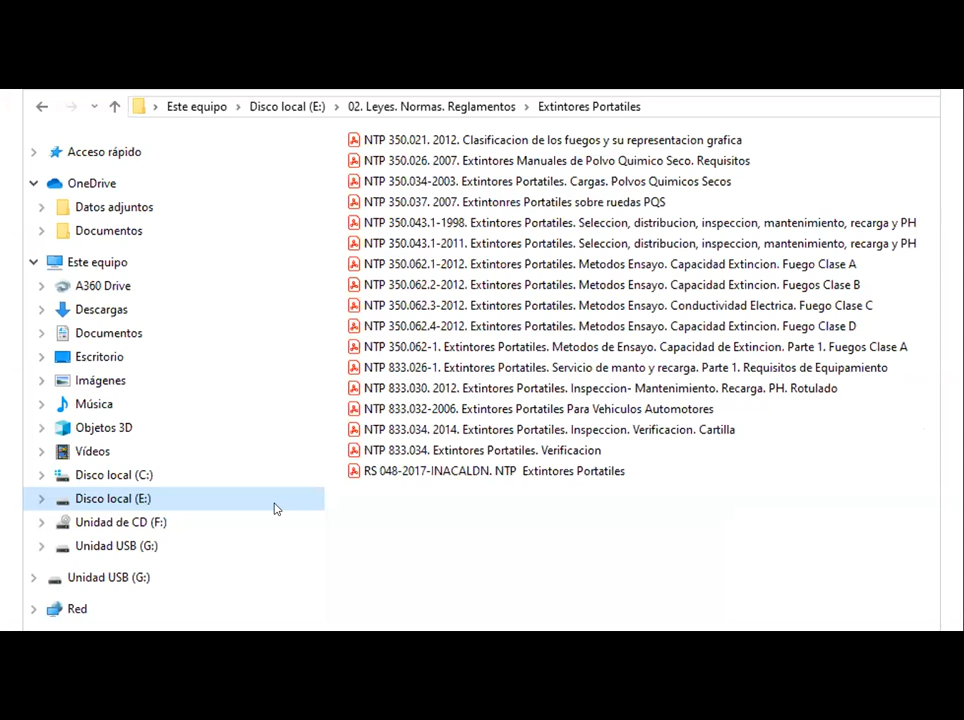 Este equipo > Disco local (E:) > 02. Leyes. Normas. Reglamentos > Extintores Portatiles
Acceso rápido
OneDrive
Datos adjuntos
Documentos
Este equipo
A360 Drive
Descargas
Documentos
Escritorio
Imágenes
Música
Objetos 3D
Vídeos
Disco local (C:)
Disco local (E:)
Unidad de CD (F:)
Unidad USB (G:)
Unidad USB (G:)
Red
NTP 350.021. 2012. Clasificacion de los fuegos y su representacion grafica
NTP 350.026. 2007. Extintores Manuales de Polvo Quimico Seco. Requisitos
NTP 350.034-2003. Extintores Portatiles. Cargas. Polvos Quimicos Secos
NTP 350.037. 2007. Extintonres Portatiles sobre ruedas PQS
NTP 350.043.1-1998. Extintores Portatiles. Seleccion, distribucion, inspeccion, mantenimiento, recarga y PH
NTP 350.043.1-2011. Extintores Portatiles. Seleccion, distribucion, inspeccion, mantenimiento, recarga y PH
NTP 350.062.1-2012. Extintores Portatiles. Metodos Ensayo. Capacidad Extincion. Fuego Clase A
NTP 350.062.2-2012. Extintores Portatiles. Metodos Ensayo. Capacidad Extincion. Fuegos Clase B
NTP 350.062.3-2012. Extintores Portatiles. Metodos Ensayo. Conductividad Electrica. Fuego Clase C
NTP 350.062.4-2012. Extintores Portatiles. Metodos Ensayo. Capacidad Extincion. Fuego Clase D
NTP 350.062-1. Extintores Portatiles. Metodos de Ensayo. Capacidad de Extincion. Parte 1. Fuegos Clase A
NTP 833.026-1. Extintores Portatiles. Servicio de manto y recarga. Parte 1. Requisitos de Equipamiento
NTP 833.030. 2012. Extintores Portatiles. Inspeccion- Mantenimiento. Recarga. PH. Rotulado
NTP 833.032-2006. Extintores Portatiles Para Vehiculos Automotores
NTP 833.034. 2014. Extintores Portatiles. Inspeccion. Verificacion. Cartilla
NTP 833.034. Extintores Portatiles. Verificacion
RS 048-2017-INACALDN. NTP  Extintores Portatiles